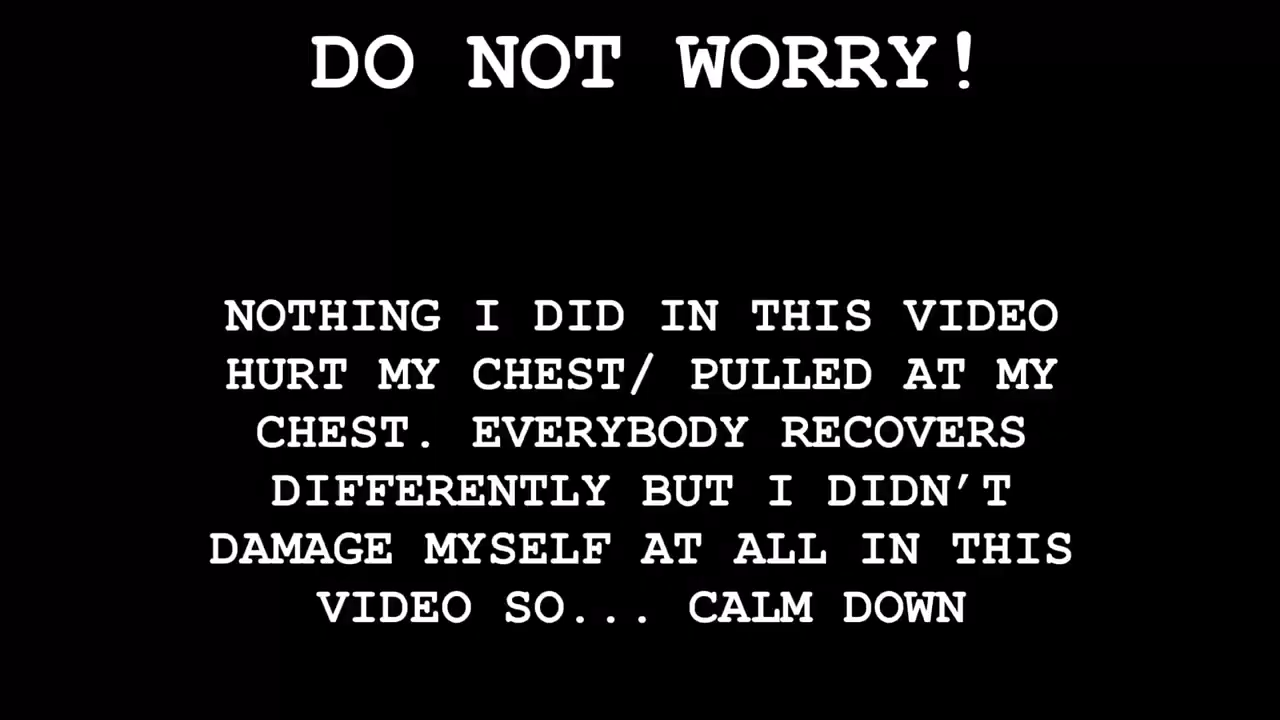 DO NOT WORRY!
NOTHING I DID IN THIS VIDEO
HURT MY CHEST/ PULLED AT MY
CHEST. EVERYBODY RECOVERS
DIFFERENTLY BUT I DIDN’T
DAMAGE MYSELF AT ALL IN THIS
VIDEO SO... CALM DOWN